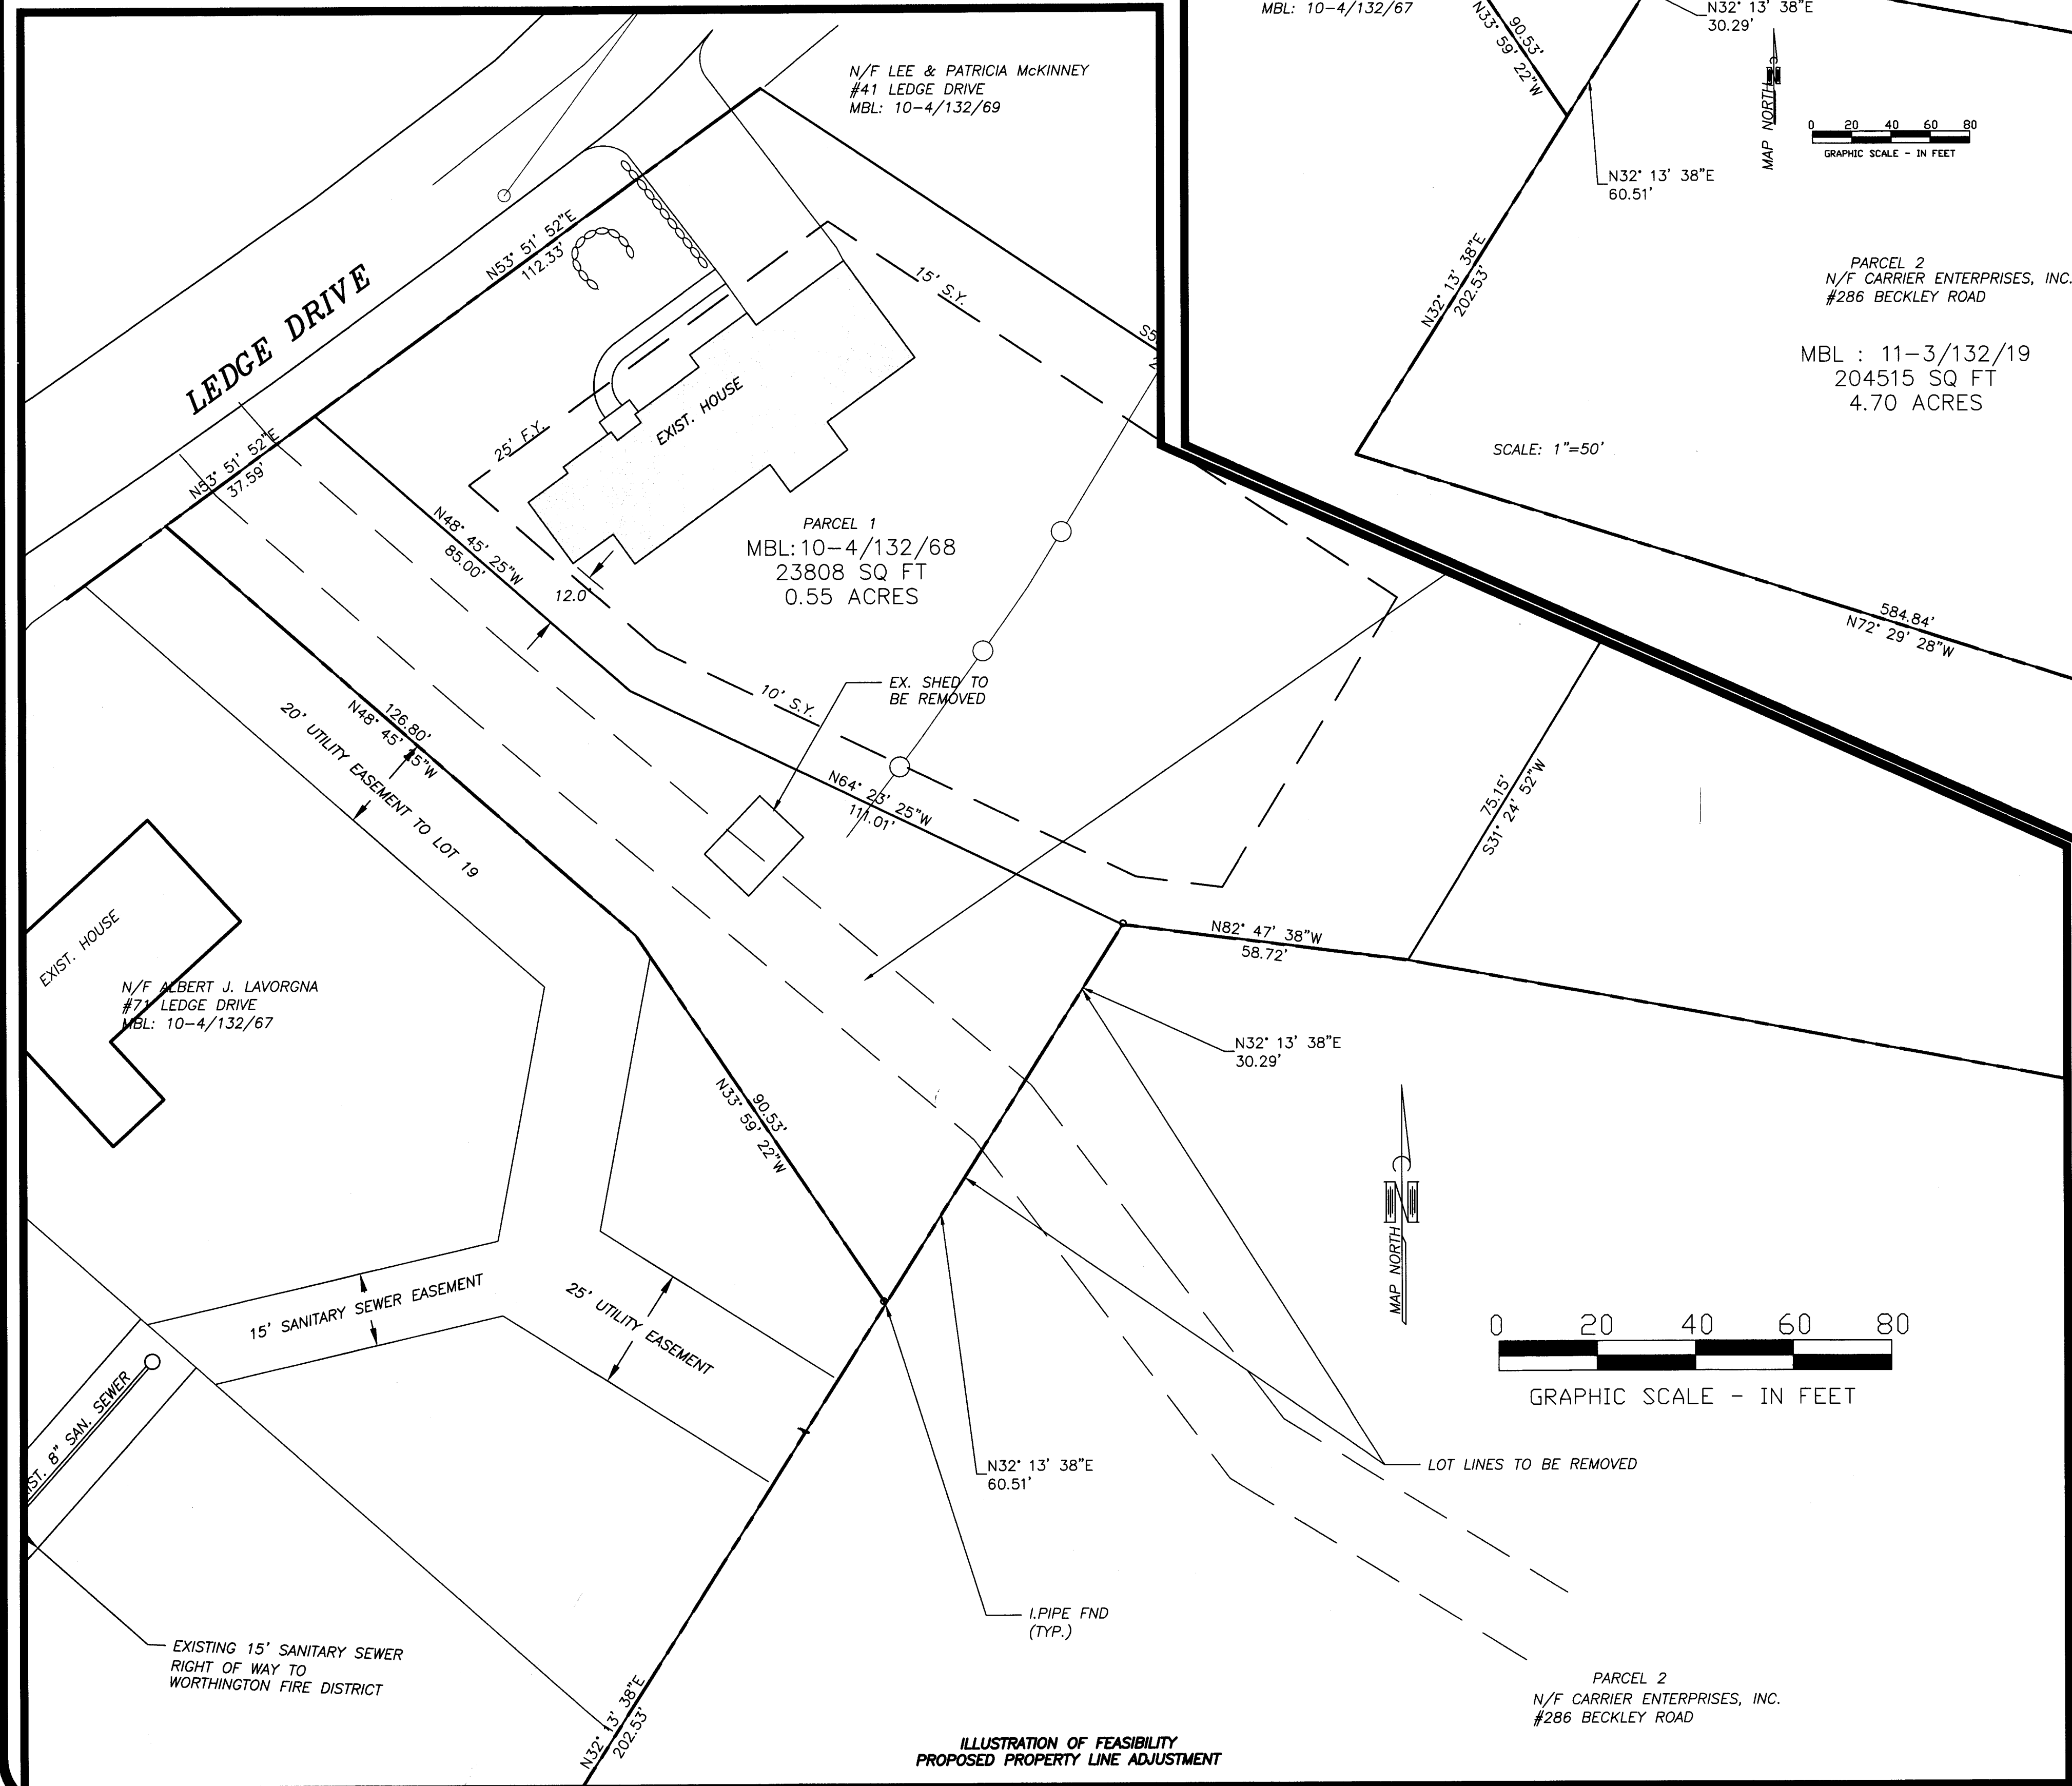 MBL: 10-4/132/67
N33° 59' 22"W
90.53'
N32° 13' 38"E
30.29'
MAP NORTH
0 20 40 60 80
GRAPHIC SCALE - IN FEET
N32° 13' 38"E
60.51'
N32° 13' 38"E
202.53'
PARCEL 2
N/F CARRIER ENTERPRISES, INC.
#286 BECKLEY ROAD
MBL : 11-3/132/19
204515 SQ FT
4.70 ACRES
SCALE: 1"=50'
584.84'
N72° 29' 28"W
N/F LEE & PATRICIA McKINNEY
#41 LEDGE DRIVE
MBL: 10-4/132/69
N53° 51' 52"E
112.33'
LEDGE DRIVE
15' S.Y.
25' F.Y.
EXIST. HOUSE
N53° 51' 52"E
37.59'
N48° 45' 25"W
85.00'
12.0'
PARCEL 1
MBL:10-4/132/68
23808 SQ FT
0.55 ACRES
EX. SHED TO
BE REMOVED
10' S.Y.
126.80'
N48° 45' 25"W
20' UTILITY EASEMENT TO LOT 19
N64° 23' 25"W
111.01'
75.15'
S31° 24' 52"W
N82° 47' 38"W
58.72'
EXIST. HOUSE
N/F ALBERT J. LAVORGNA
#71 LEDGE DRIVE
MBL: 10-4/132/67
N32° 13' 38"E
30.29'
90.53'
N33° 59' 22"W
MAP NORTH
15' SANITARY SEWER EASEMENT
25' UTILITY EASEMENT
0 20 40 60 80
GRAPHIC SCALE - IN FEET
8" SAN. SEWER
N32° 13' 38"E
60.51'
LOT LINES TO BE REMOVED
I.PIPE FND
(TYP.)
EXISTING 15' SANITARY SEWER
RIGHT OF WAY TO
WORTHINGTON FIRE DISTRICT
N32° 13' 38"E
202.53'
PARCEL 2
N/F CARRIER ENTERPRISES, INC.
#286 BECKLEY ROAD
ILLUSTRATION OF FEASIBILITY
PROPOSED PROPERTY LINE ADJUSTMENT